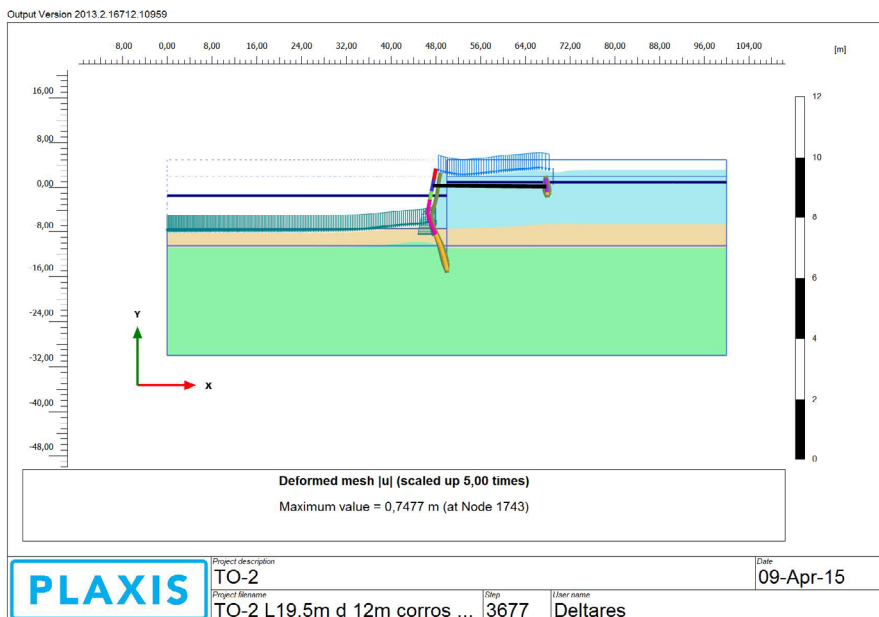 Output Version 2013.2.16712.10959
8,00 0,00 8,00 16,00 24,00 32,00 40,00 48,00 56,00 64,00 72,00 80,00 88,00 96,00 104,00
[m]
16,00
8,00
0,00
8,00
16,00
-24,00
-32,00
-40,00
-48,00
Y
X
12
10
8
6
4
2
0
Deformed mesh |u| (scaled up 5,00 times)
Maximum value = 0,7477 m (at Node 1743)
PLAXIS
Project description
TO-2
Date
09-Apr-15
Project filename
TO-2 L19.5m d 12m corros ...
Step
3677
User name
Deltares